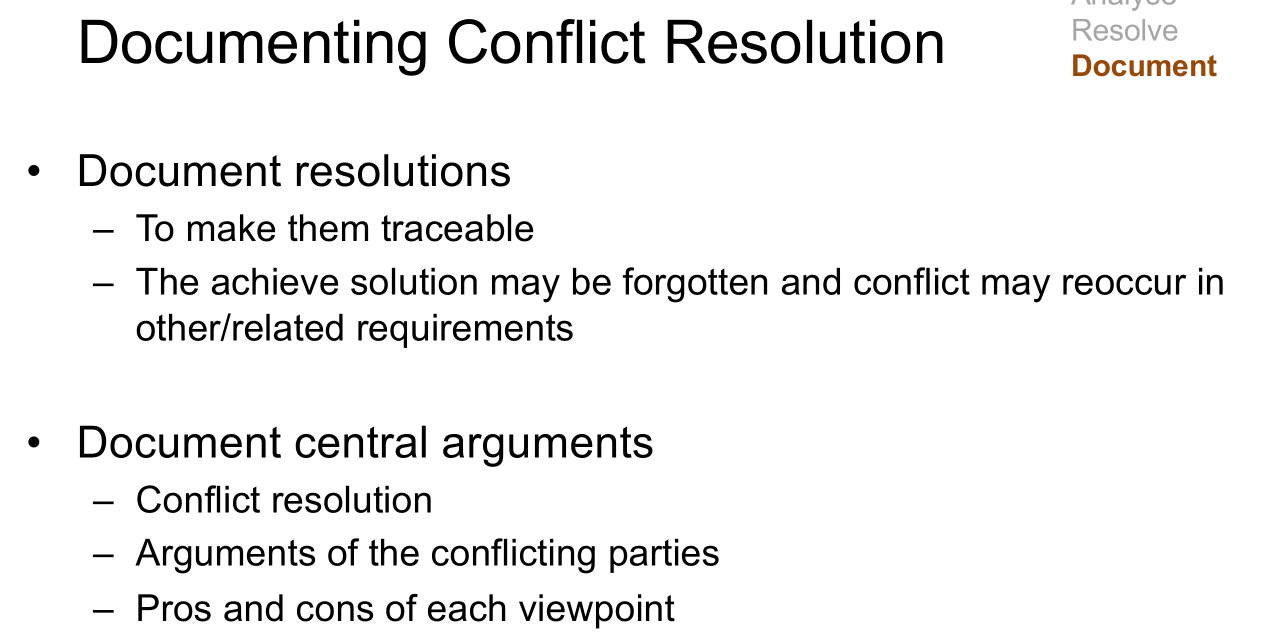 Documenting Conflict Resolution
Analyse
Resolve
Document
• Document resolutions
– To make them traceable
– The achieve solution may be forgotten and conflict may reoccur in
other/related requirements
• Document central arguments
– Conflict resolution
– Arguments of the conflicting parties
– Pros and cons of each viewpoint